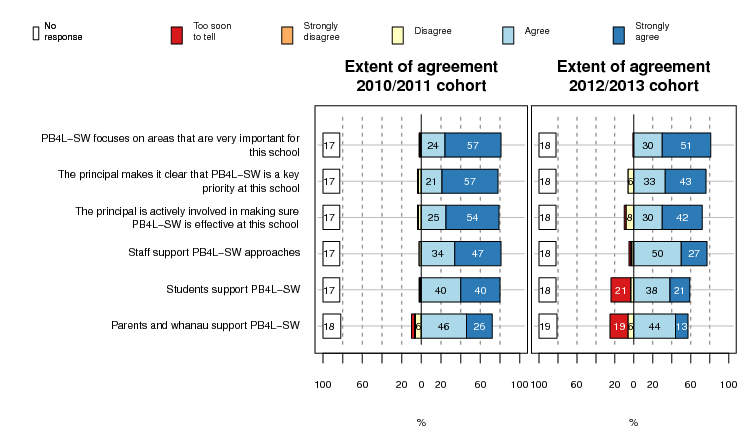 No
response
Too soon
to tell
Strongly
disagree
Disagree
Agree
Strongly
agree
Extent of agreement
2010/2011 cohort
Extent of agreement
2012/2013 cohort
PB4L−SW focuses on areas that are very important for
this school
17 24 57 18 30 51
The principal makes it clear that PB4L−SW is a key
priority at this school
17 21 57 18 6 33 43
The principal is actively involved in making sure
PB4L−SW is effective at this school
17 25 54 18 8 30 42
Staff support PB4L−SW approaches
17 34 47 18 50 27
Students support PB4L−SW
17 40 40 18 21 38 21
Parents and whanau support PB4L−SW
18 6 46 26 19 19 6 44 13
100 60 20 0 20 60 100 100 60 20 0 20 60 100
% %